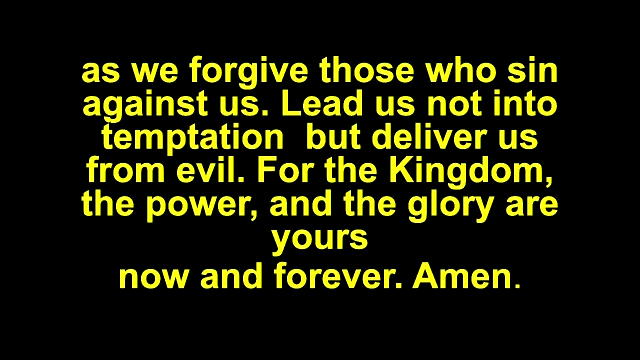 as we forgive those who sin
against us. Lead us not into
temptation  but deliver us
from evil. For the Kingdom,
the power, and the glory are
yours
now and forever. Amen.